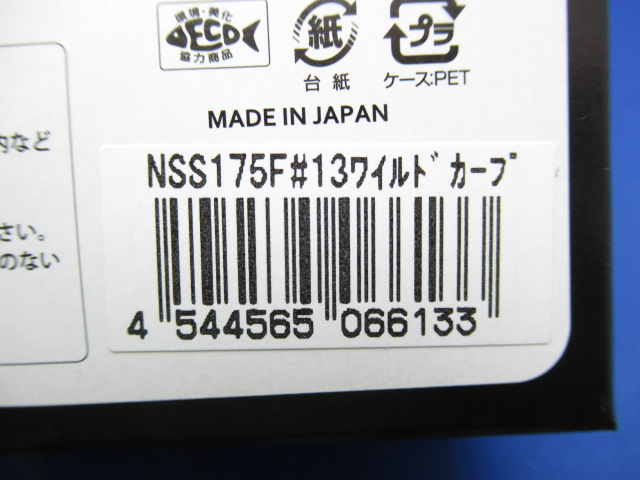 環境・美化
ECO
協力商品
紙
台紙
プラ
ケース:PET
MADE IN JAPAN
内など
さい。
のない
NSS175F#13ﾜｲﾙﾄﾞｶｰﾌﾟ
4 544565 066133